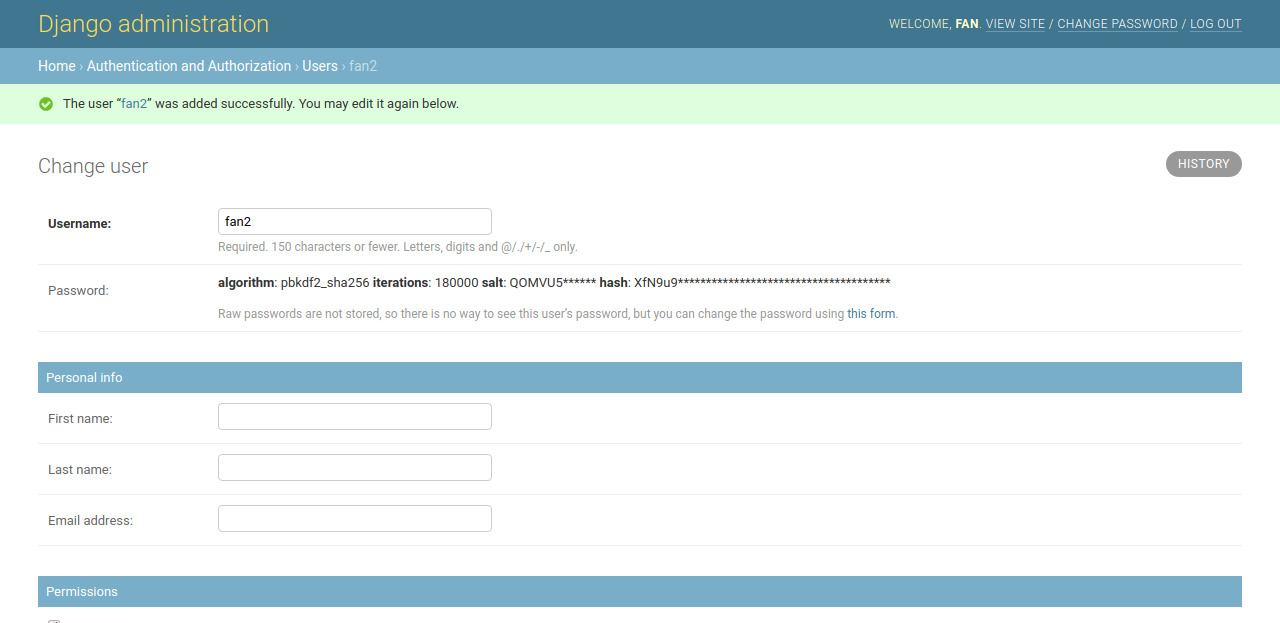 Django administration
WELCOME, FAN. VIEW SITE / CHANGE PASSWORD / LOG OUT
Home › Authentication and Authorization › Users › fan2
The user “fan2” was added successfully. You may edit it again below.
Change user
HISTORY
Username:
fan2
Required. 150 characters or fewer. Letters, digits and @/./+/-/_ only.
Password:
algorithm: pbkdf2_sha256 iterations: 180000 salt: QOMVU5****** hash: XfN9u9**************************************
Raw passwords are not stored, so there is no way to see this user’s password, but you can change the password using this form.
Personal info
First name:
Last name:
Email address:
Permissions